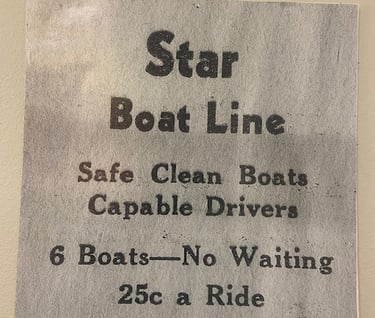 Star
Boat Line
Safe Clean Boats
Capable Drivers
6 Boats—No Waiting
25c a Ride